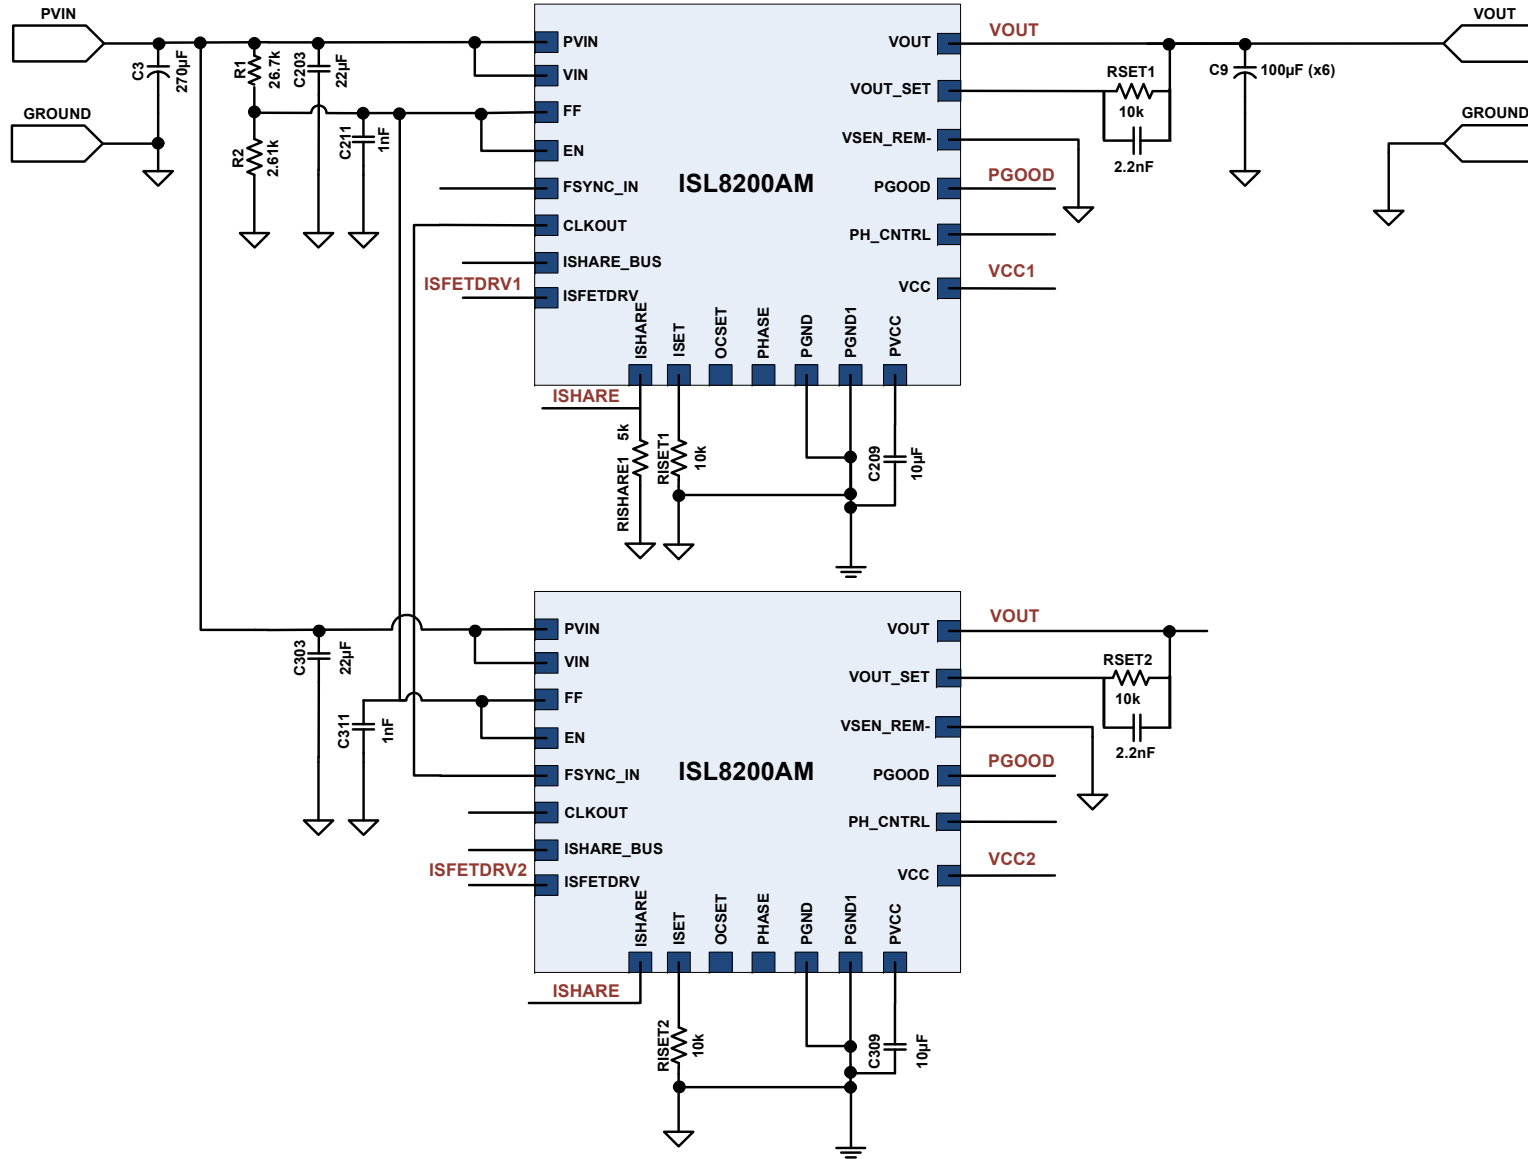 PVIN
GROUND
C3
270µF
R1
26.7k
C203
22µF
R2
2.61k
C211
1nF
PVIN
VIN
FF
EN
FSYNC_IN
CLKOUT
ISHARE_BUS
ISFETDRV
ISFETDRV1
ISL8200AM
VOUT
VOUT_SET
VSEN_REM-
PGOOD
PH_CNTRL
VCC
ISHARE
ISET
OCSET
PHASE
PGND
PGND1
PVCC
VOUT
PGOOD
VCC1
RSET1
10k
2.2nF
C9
100µF (x6)
VOUT
GROUND
ISHARE
RISHARE1
5k
RISET1
10k
C209
10µF
C303
22µF
C311
1nF
PVIN
VIN
FF
EN
FSYNC_IN
CLKOUT
ISHARE_BUS
ISFETDRV
ISFETDRV2
ISL8200AM
VOUT
VOUT_SET
VSEN_REM-
PGOOD
PH_CNTRL
VCC
ISHARE
ISET
OCSET
PHASE
PGND
PGND1
PVCC
VOUT
PGOOD
VCC2
RSET2
10k
2.2nF
ISHARE
RISET2
10k
C309
10µF